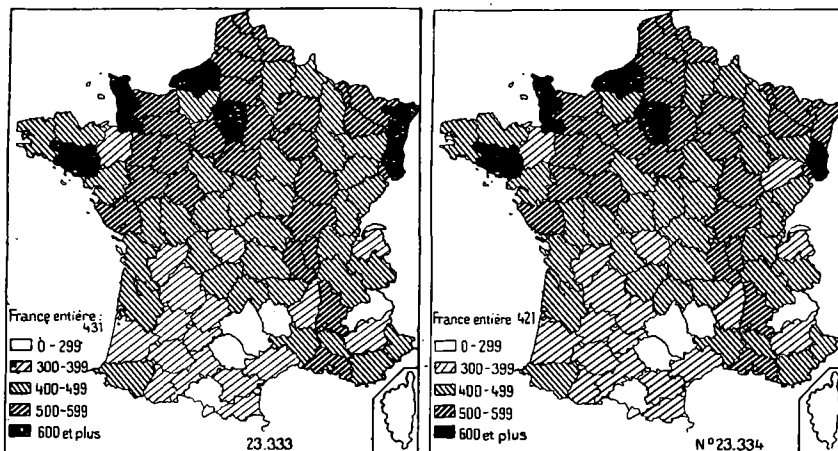 France entière :
431
0-299
300-399
400-499
500-599
600 et plus
23.333
France entière 421
0-299
300-399
400-499
500-599
600 et plus
N° 23.334